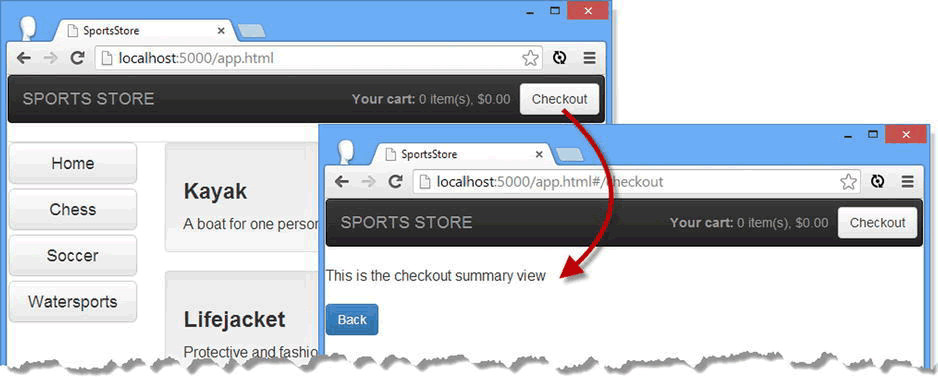 SportsStore
localhost:5000/app.html
SPORTS STORE
Your cart: 0 item(s), $0.00
Checkout
Home
Chess
Soccer
Watersports
Kayak
A boat for one person
Lifejacket
Protective and fashio
SportsStore
localhost:5000/app.html#/checkout
SPORTS STORE
Your cart: 0 item(s), $0.00
Checkout
This is the checkout summary view
Back